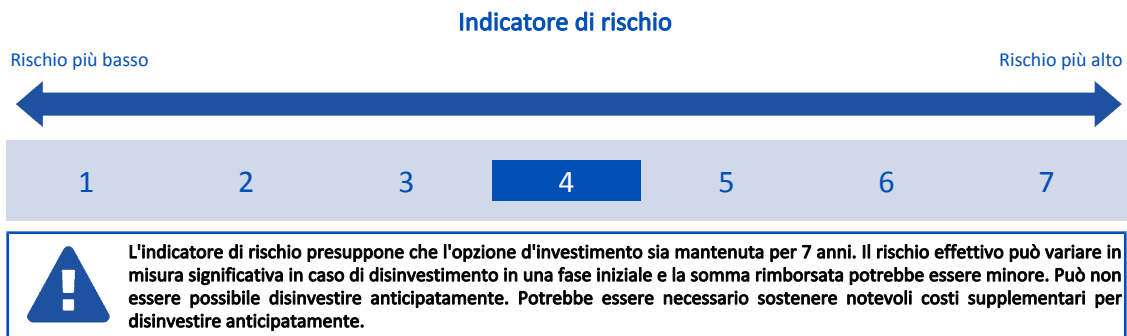 Indicatore di rischio
Rischio più basso
Rischio più alto
1 2 3 4 5 6 7
L'indicatore di rischio presuppone che l'opzione d'investimento sia mantenuta per 7 anni. Il rischio effettivo può variare in
misura significativa in caso di disinvestimento in una fase iniziale e la somma rimborsata potrebbe essere minore. Può non
essere possibile disinvestire anticipatamente. Potrebbe essere necessario sostenere notevoli costi supplementari per
disinvestire anticipatamente.